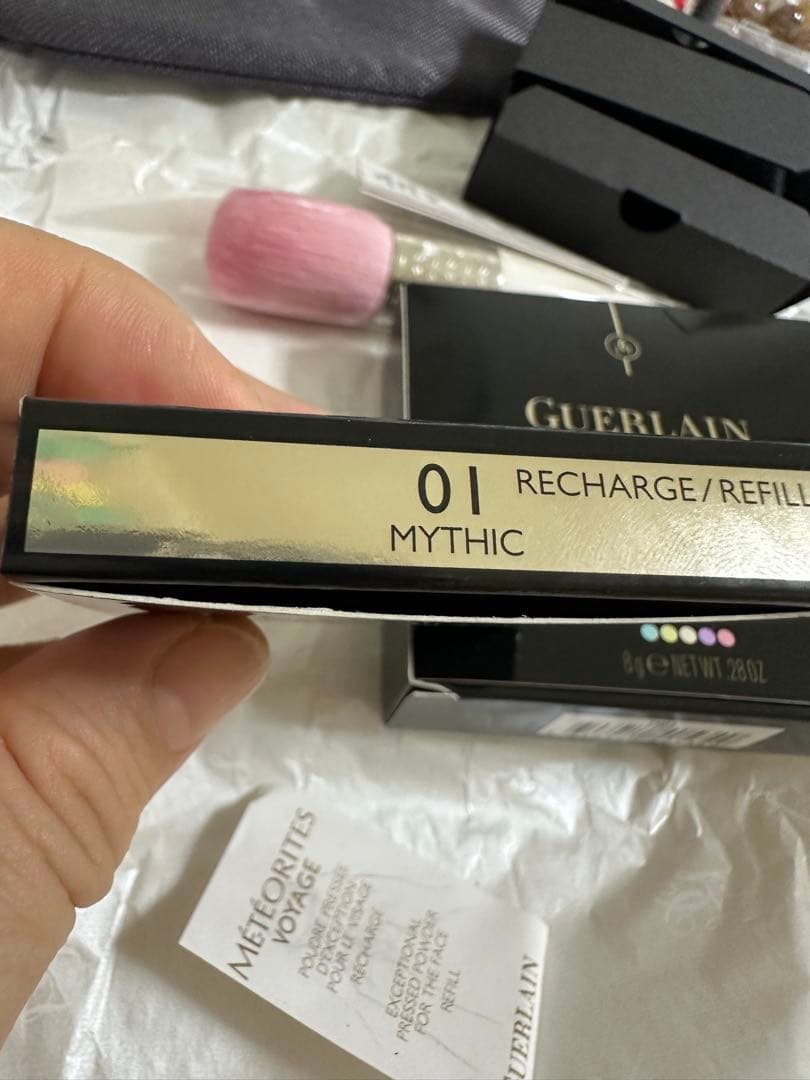 GUERLAIN
01 RECHARGE/REFILL
MYTHIC
8g e NET WT .28 OZ
MÉTÉORITES
VOYAGE
POUDRE PRESSÉE
D'EXCEPTION
POUR LE VISAGE
RECHARGE
EXCEPTIONAL
PRESSED POWDER
FOR THE FACE
REFILL
GUERLAIN